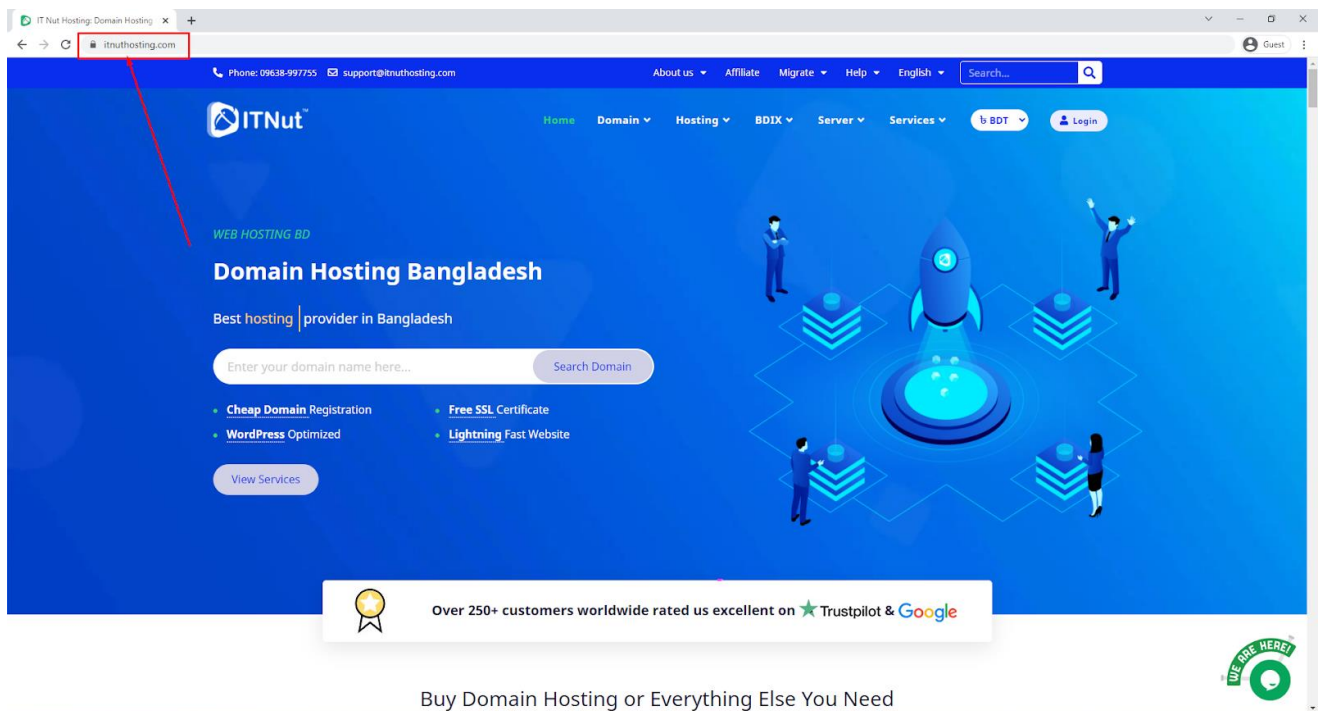 IT Nut Hosting: Domain Hosting
itnuthosting.com
Guest
Phone: 09638-997755 support@itnuthosting.com About us Affiliate Migrate Help English Search...
ITNut™ Home Domain Hosting BDIX Server Services ৳ BDT Login
WEB HOSTING BD
Domain Hosting Bangladesh
Best hosting provider in Bangladesh
Enter your domain name here... Search Domain
Cheap Domain Registration Free SSL Certificate
WordPress Optimized Lightning Fast Website
View Services
Over 250+ customers worldwide rated us excellent on Trustpilot & Google
WE ARE HERE!
Buy Domain Hosting or Everything Else You Need